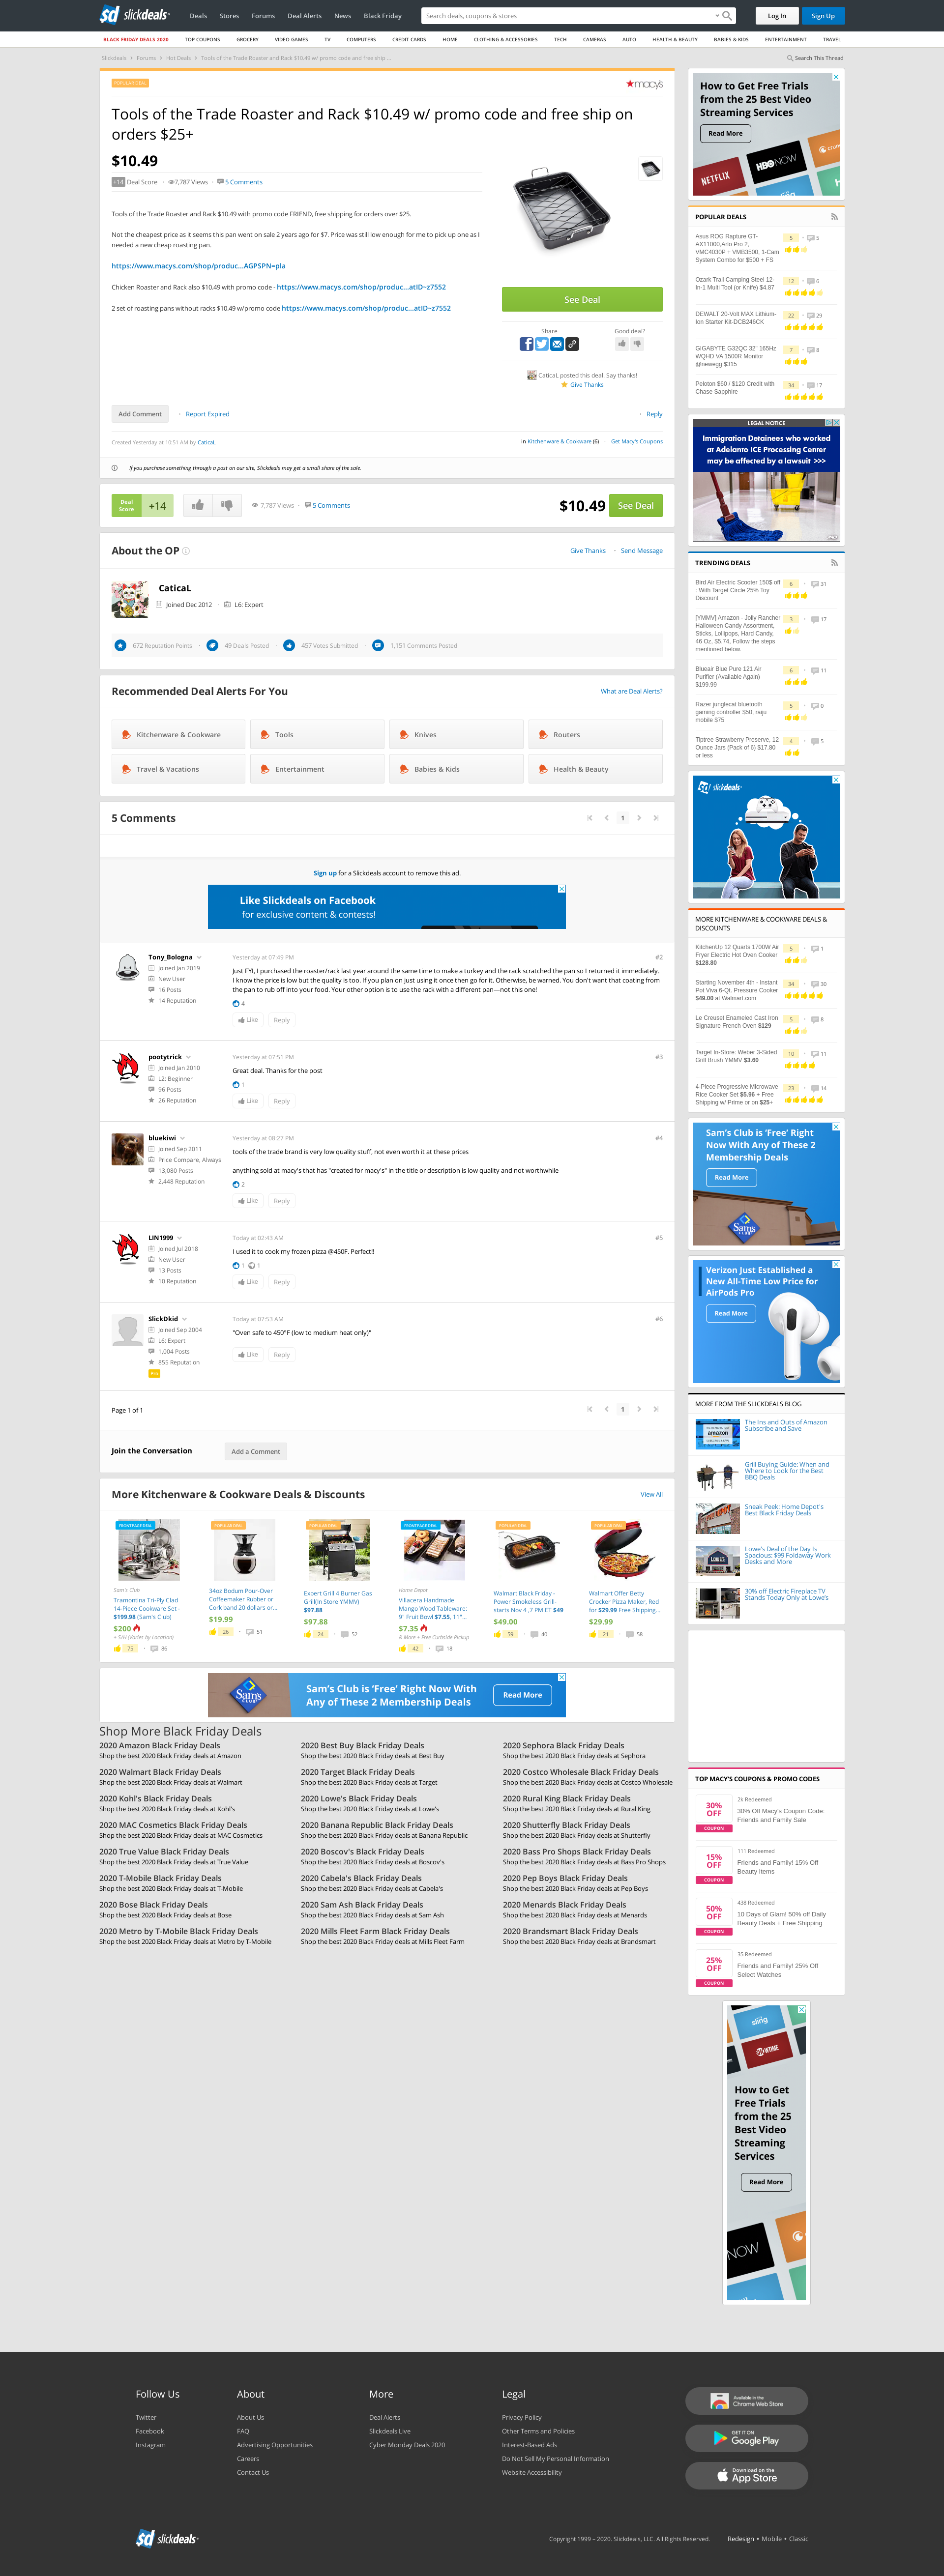 slickdeals
Deals
Stores
Forums
Deal Alerts
News
Black Friday
Search deals, coupons & stores
Log In
Sign Up
BLACK FRIDAY DEALS 2020
TOP COUPONS
GROCERY
VIDEO GAMES
TV
COMPUTERS
CREDIT CARDS
HOME
CLOTHING & ACCESSORIES
TECH
CAMERAS
AUTO
HEALTH & BEAUTY
BABIES & KIDS
ENTERTAINMENT
TRAVEL
Slickdeals
Forums
Hot Deals
Tools of the Trade Roaster and Rack $10.49 w/ promo code and free ship ...
Search This Thread
POPULAR DEAL
macys
Tools of the Trade Roaster and Rack $10.49 w/ promo code and free ship on
orders $25+
$10.49
+14 Deal Score
7,787 Views
5 Comments
Tools of the Trade Roaster and Rack $10.49 with promo code FRIEND, free shipping for orders over $25.
Not the cheapest price as it seems this pan went on sale 2 years ago for $7. Price was still low enough for me to pick up one as I
needed a new cheap roasting pan.
https://www.macys.com/shop/produc...AGPSPN=pla
Chicken Roaster and Rack also $10.49 with promo code - https://www.macys.com/shop/produc...atID~z7552
2 set of roasting pans without racks $10.49 w/promo code https://www.macys.com/shop/produc...atID~z7552
See Deal
Share
Good deal?
CaticaL posted this deal. Say thanks!
Give Thanks
Add Comment
Report Expired
Reply
Created Yesterday at 10:51 AM by CaticaL
in Kitchenware & Cookware (6)
Get Macy's Coupons
If you purchase something through a post on our site, Slickdeals may get a small share of the sale.
Deal
Score
+14
7,787 Views
5 Comments
$10.49
See Deal
About the OP
Give Thanks
Send Message
CaticaL
Joined Dec 2012
L6: Expert
672 Reputation Points
49 Deals Posted
457 Votes Submitted
1,151 Comments Posted
Recommended Deal Alerts For You
What are Deal Alerts?
Kitchenware & Cookware
Tools
Knives
Routers
Travel & Vacations
Entertainment
Babies & Kids
Health & Beauty
5 Comments
1
Sign up for a Slickdeals account to remove this ad.
Like Slickdeals on Facebook
for exclusive content & contests!
Tony_Bologna
Joined Jan 2019
New User
16 Posts
14 Reputation
Yesterday at 07:49 PM
#2
Just FYI, I purchased the roaster/rack last year around the same time to make a turkey and the rack scratched the pan so I returned it immediately.
I know the price is low but the quality is too. If you plan on just using it once then go for it. Otherwise, be warned. You don't want that coating from
the pan to rub off into your food. Your other option is to use the rack with a different pan—not this one!
4
Like
Reply
pootytrick
Joined Jan 2010
L2: Beginner
96 Posts
26 Reputation
Yesterday at 07:51 PM
#3
Great deal. Thanks for the post
1
Like
Reply
bluekiwi
Joined Sep 2011
Price Compare, Always
13,080 Posts
2,448 Reputation
Yesterday at 08:27 PM
#4
tools of the trade brand is very low quality stuff, not even worth it at these prices
anything sold at macy's that has "created for macy's" in the title or description is low quality and not worthwhile
2
Like
Reply
LIN1999
Joined Jul 2018
New User
13 Posts
10 Reputation
Today at 02:43 AM
#5
I used it to cook my frozen pizza @450F. Perfect!!
1
1
Like
Reply
SlickDkid
Joined Sep 2004
L6: Expert
1,004 Posts
855 Reputation
Pro
Today at 07:53 AM
#6
"Oven safe to 450°F (low to medium heat only)"
Like
Reply
Page 1 of 1
1
Join the Conversation
Add a Comment
More Kitchenware & Cookware Deals & Discounts
View All
FRONTPAGE DEAL
Sam's Club
Tramontina Tri-Ply Clad
14-Piece Cookware Set -
$199.98 (Sam's Club)
$200
+ S/H (Varies by Location)
75
96
POPULAR DEAL
34oz Bodum Pour-Over
Coffeemaker Rubber or
Cork band 20 dollars or...
$19.99
26
51
POPULAR DEAL
Expert Grill 4 Burner Gas
Grill(In Store YMMV)
$97.88
$97.88
24
52
FRONTPAGE DEAL
Home Depot
Villacera Handmade
Mango Wood Tableware:
9" Fruit Bowl $7.55, 11"...
$7.35
& More + Free Curbside Pickup
42
18
POPULAR DEAL
Walmart Black Friday -
Power Smokeless Grill-
starts Nov 4 ,7 PM ET $49
$49.00
59
40
POPULAR DEAL
Walmart Offer Betty
Crocker Pizza Maker, Red
for $29.99 Free Shipping...
$29.99
21
58
Sam's
Sam's Club is 'Free' Right Now With
Any of These 2 Membership Deals
Read More
Shop More Black Friday Deals
2020 Amazon Black Friday Deals
Shop the best 2020 Black Friday deals at Amazon
2020 Best Buy Black Friday Deals
Shop the best 2020 Black Friday deals at Best Buy
2020 Sephora Black Friday Deals
Shop the best 2020 Black Friday deals at Sephora
2020 Walmart Black Friday Deals
Shop the best 2020 Black Friday deals at Walmart
2020 Target Black Friday Deals
Shop the best 2020 Black Friday deals at Target
2020 Costco Wholesale Black Friday Deals
Shop the best 2020 Black Friday deals at Costco Wholesale
2020 Kohl's Black Friday Deals
Shop the best 2020 Black Friday deals at Kohl's
2020 Lowe's Black Friday Deals
Shop the best 2020 Black Friday deals at Lowe's
2020 Rural King Black Friday Deals
Shop the best 2020 Black Friday deals at Rural King
2020 MAC Cosmetics Black Friday Deals
Shop the best 2020 Black Friday deals at MAC Cosmetics
2020 Banana Republic Black Friday Deals
Shop the best 2020 Black Friday deals at Banana Republic
2020 Shutterfly Black Friday Deals
Shop the best 2020 Black Friday deals at Shutterfly
2020 True Value Black Friday Deals
Shop the best 2020 Black Friday deals at True Value
2020 Boscov's Black Friday Deals
Shop the best 2020 Black Friday deals at Boscov's
2020 Bass Pro Shops Black Friday Deals
Shop the best 2020 Black Friday deals at Bass Pro Shops
2020 T-Mobile Black Friday Deals
Shop the best 2020 Black Friday deals at T-Mobile
2020 Cabela's Black Friday Deals
Shop the best 2020 Black Friday deals at Cabela's
2020 Pep Boys Black Friday Deals
Shop the best 2020 Black Friday deals at Pep Boys
2020 Bose Black Friday Deals
Shop the best 2020 Black Friday deals at Bose
2020 Sam Ash Black Friday Deals
Shop the best 2020 Black Friday deals at Sam Ash
2020 Menards Black Friday Deals
Shop the best 2020 Black Friday deals at Menards
2020 Metro by T-Mobile Black Friday Deals
Shop the best 2020 Black Friday deals at Metro by T-Mobile
2020 Mills Fleet Farm Black Friday Deals
Shop the best 2020 Black Friday deals at Mills Fleet Farm
2020 Brandsmart Black Friday Deals
Shop the best 2020 Black Friday deals at Brandsmart
How to Get Free Trials
from the 25 Best Video
Streaming Services
Read More
NETFLIX
HBO NOW
POPULAR DEALS
Asus ROG Rapture GT-
AX11000,Arlo Pro 2,
VMC4030P + VMB3500, 1-Cam
System Combo for $500 + FS
5
5
Ozark Trail Camping Steel 12-
In-1 Multi Tool (or Knife) $4.87
12
6
DEWALT 20-Volt MAX Lithium-
Ion Starter Kit-DCB246CK
22
29
GIGABYTE G32QC 32" 165Hz
WQHD VA 1500R Monitor
@newegg $315
7
8
Peloton $60 / $120 Credit with
Chase Sapphire
34
17
LEGAL NOTICE
Immigration Detainees who worked
at Adelanto ICE Processing Center
may be affected by a lawsuit >>>
TRENDING DEALS
Bird Air Electric Scooter 150$ off
: With Target Circle 25% Toy
Discount
6
31
[YMMV] Amazon - Jolly Rancher
Halloween Candy Assortment,
Sticks, Lollipops, Hard Candy,
46 Oz. $5.74, Follow the steps
mentioned below.
3
17
Blueair Blue Pure 121 Air
Purifier (Available Again)
$199.99
6
11
Razer junglecat bluetooth
gaming controller $50, raiju
mobile $75
5
0
Tiptree Strawberry Preserve, 12
Ounce Jars (Pack of 6) $17.80
or less
4
5
slickdeals
MORE KITCHENWARE & COOKWARE DEALS &
DISCOUNTS
KitchenUp 12 Quarts 1700W Air
Fryer Electric Hot Oven Cooker
$126.80
5
1
Starting November 4th - Instant
Pot Viva 6-Qt. Pressure Cooker
$49.00 at Walmart.com
34
30
Le Creuset Enameled Cast Iron
Signature French Oven $129
5
8
Target In-Store: Weber 3-Sided
Grill Brush YMMV $3.60
10
11
4-Piece Progressive Microwave
Rice Cooker Set $5.96 + Free
Shipping w/ Prime or on $25+
23
14
Sam's Club is 'Free' Right
Now With Any of These 2
Membership Deals
Read More
Sam's
Verizon Just Established a
New All-Time Low Price for
AirPods Pro
Read More
MORE FROM THE SLICKDEALS BLOG
The Ins and Outs of Amazon
Subscribe and Save
Grill Buying Guide: When and
Where to Look for the Best
BBQ Deals
Sneak Peek: Home Depot's
Best Black Friday Deals
LOWE'S
Lowe's Deal of the Day Is
Spacious: $99 Foldaway Work
Desks and More
30% off Electric Fireplace TV
Stands Today Only at Lowe's
TOP MACY'S COUPONS & PROMO CODES
30%
OFF
COUPON
26 Redeemed
30% Off Macy's Coupon Code:
Friends and Family Sale
15%
OFF
COUPON
111 Redeemed
Friends and Family! 15% Off
Beauty Items
50%
OFF
COUPON
438 Redeemed
10 Days of Glam! 50% off Daily
Beauty Deals + Free Shipping
25%
OFF
COUPON
35 Redeemed
Friends and Family! 25% Off
Select Watches
sling
SHOWTIME
How to Get
Free Trials
from the 25
Best Video
Streaming
Services
Read More
NOW
Follow Us
Twitter
Facebook
Instagram
About
About Us
FAQ
Advertising Opportunities
Careers
Contact Us
More
Deal Alerts
Slickdeals Live
Cyber Monday Deals 2020
Legal
Privacy Policy
Other Terms and Policies
Interest-Based Ads
Do Not Sell My Personal Information
Website Accessibility
Available in the
Chrome Web Store
GET IT ON
Google Play
Download on the
App Store
slickdeals
Copyright 1999 - 2020. Slickdeals, LLC. All Rights Reserved.
Redesign • Mobile • Classic